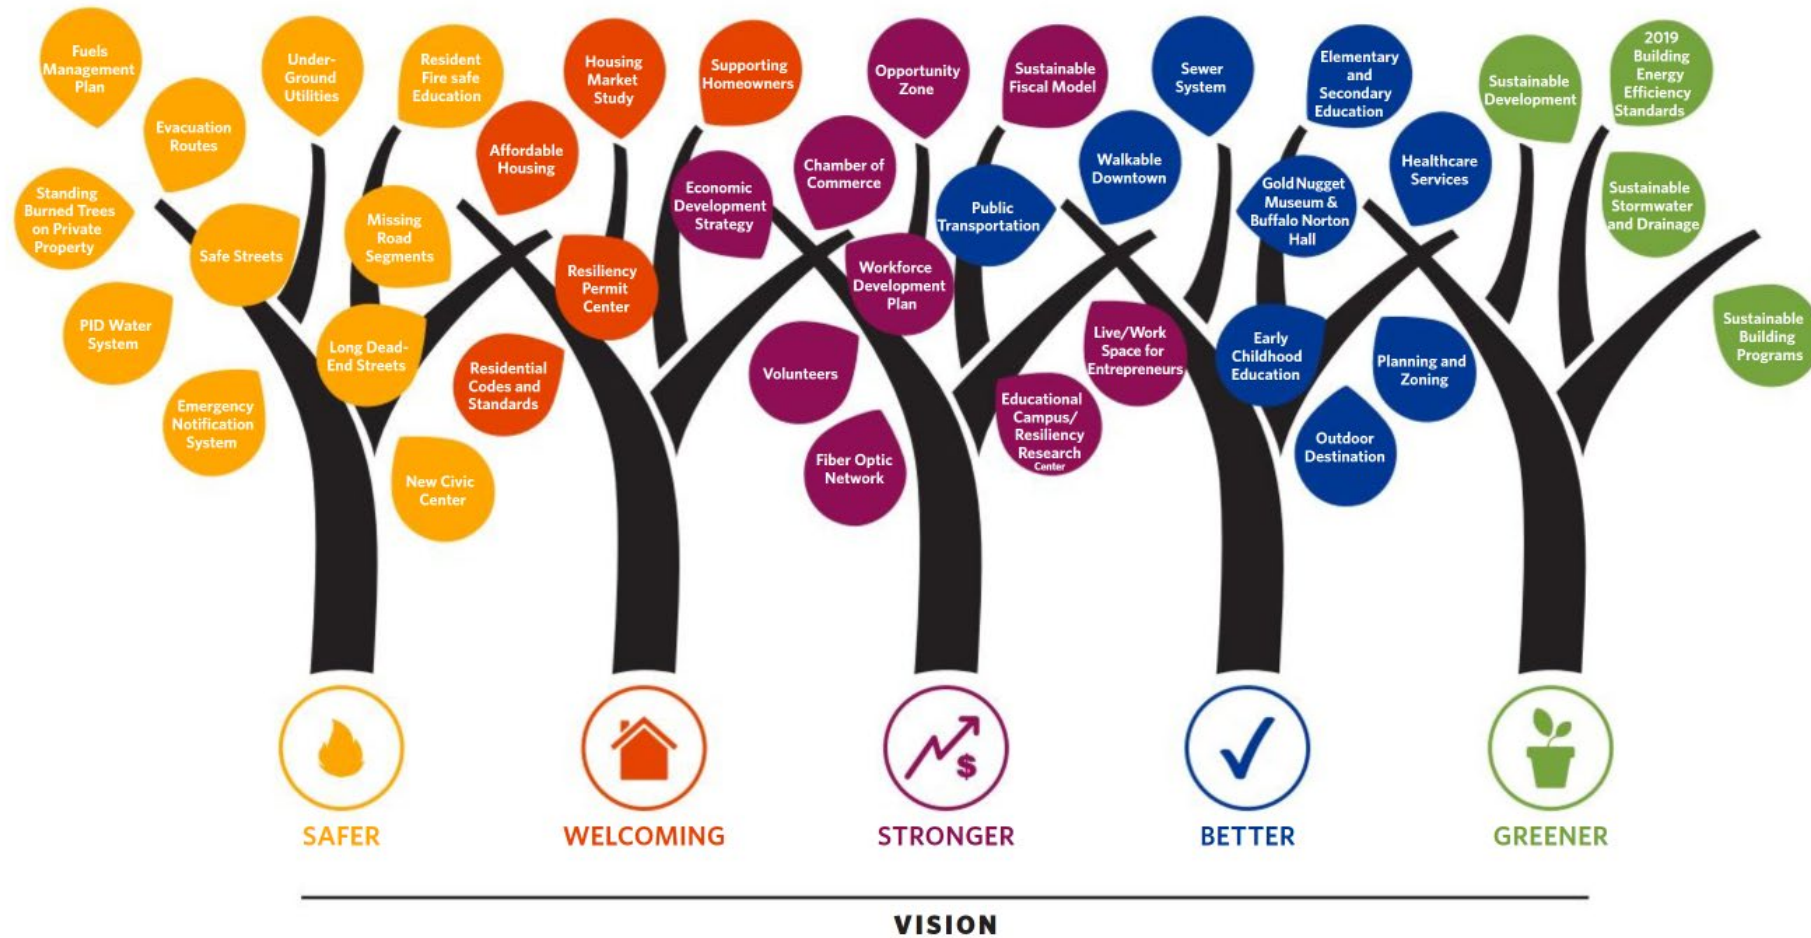 Fuels
Management
Plan
Evacuation
Routes
Under-
Ground
Utilities
Resident
Fire safe
Education
Standing
Burned Trees
on Private
Property
Safe Streets
Missing
Road
Segments
PID Water
System
Long Dead-
End Streets
Emergency
Notification
System
New Civic
Center
Housing
Market
Study
Supporting
Homeowners
Affordable
Housing
Resiliency
Permit
Center
Residential
Codes and
Standards
Opportunity
Zone
Sustainable
Fiscal Model
Chamber of
Commerce
Economic
Development
Strategy
Workforce
Development
Plan
Volunteers
Live/Work
Space for
Entrepreneurs
Educational
Campus/
Resiliency
Research
Center
Fiber Optic
Network
Sewer
System
Elementary
and
Secondary
Education
Walkable
Downtown
Healthcare
Services
Public
Transportation
Gold Nugget
Museum &
Buffalo Norton
Hall
Early
Childhood
Education
Planning and
Zoning
Outdoor
Destination
Sustainable
Development
2019
Building
Energy
Efficiency
Standards
Sustainable
Stormwater
and Drainage
Sustainable
Building
Programs
$
SAFER
WELCOMING
STRONGER
BETTER
GREENER
VISION